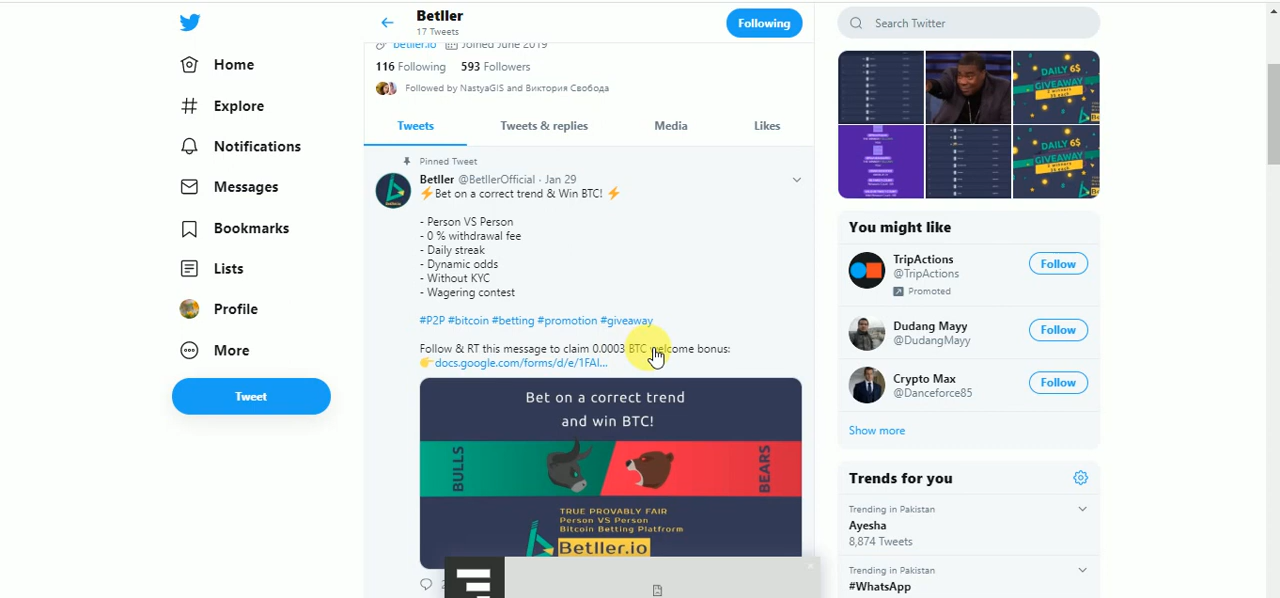 Betller
17 Tweets
Following
Search Twitter
Home
Explore
Notifications
Messages
Bookmarks
Lists
Profile
More
Tweet
betller.io Joined June 2019
116 Following 593 Followers
Followed by NastyaGIS and Виктория Свобода
Tweets Tweets & replies Media Likes
Pinned Tweet
Betller @BetllerOfficial · Jan 29
⚡Bet on a correct trend & Win BTC! ⚡
- Person VS Person
- 0 % withdrawal fee
- Daily streak
- Dynamic odds
- Without KYC
- Wagering contest
#P2P #bitcoin #betting #promotion #giveaway
Follow & RT this message to claim 0.0003 BTC welcome bonus:
👉docs.google.com/forms/d/e/1FAI...
Bet on a correct trend
and win BTC!
BULLS
BEARS
TRUE PROVABLY FAIR
Person VS Person
Bitcoin Betting Platfrorm
Betller.io
DAILY 6$
GIVEAWAY
DAILY 6$
GIVEAWAY
You might like
TripActions
@TripActions
Promoted
Follow
Dudang Mayy
@DudangMayy
Follow
Crypto Max
@Danceforce85
Follow
Show more
Trends for you
Trending in Pakistan
Ayesha
8,874 Tweets
Trending in Pakistan
#WhatsApp